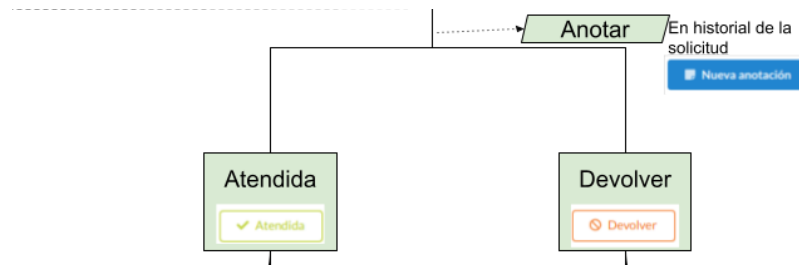 Anotar
En historial de la
solicitud
Nueva anotación
Atendida
Devolver
Atendida
Devolver